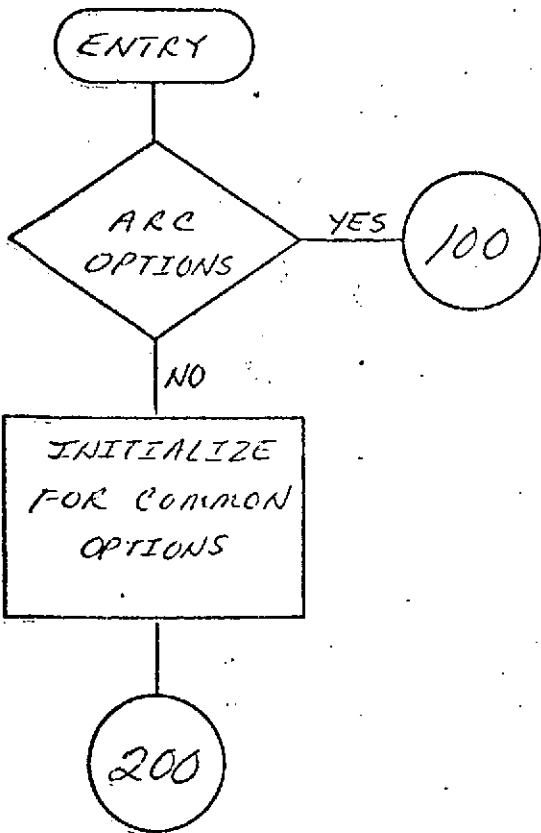 ENTRY
ARC
OPTIONS
YES
100
NO
INITIALIZE
FOR COMMON
OPTIONS
200